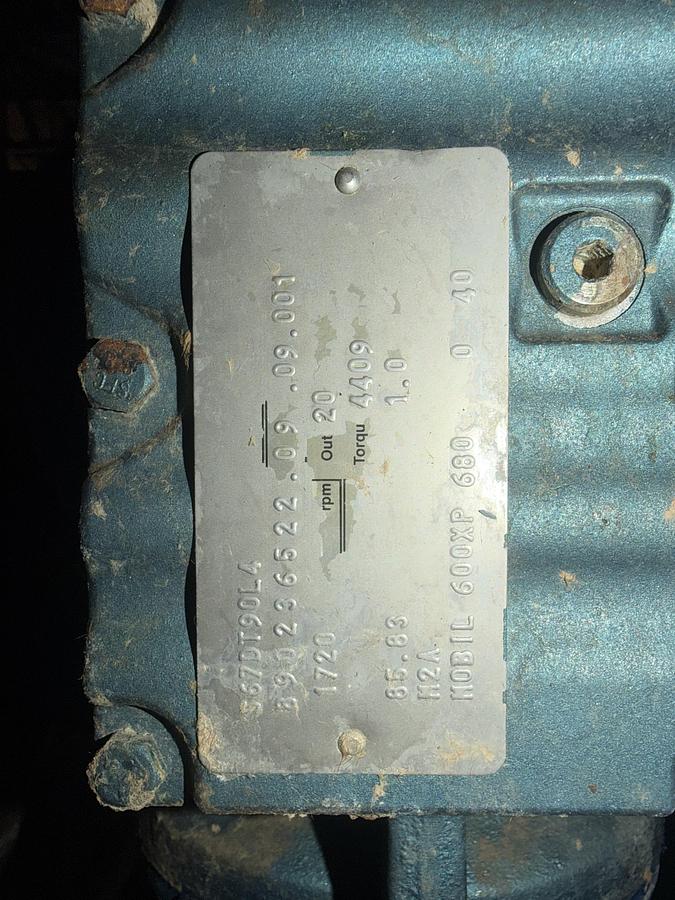 S67DT90L4
B90236522.09.09.001
1720 rpm Out 20
Torqu 4409
85.83 1.0
M2A
MOBIL 600XP 680 0 40